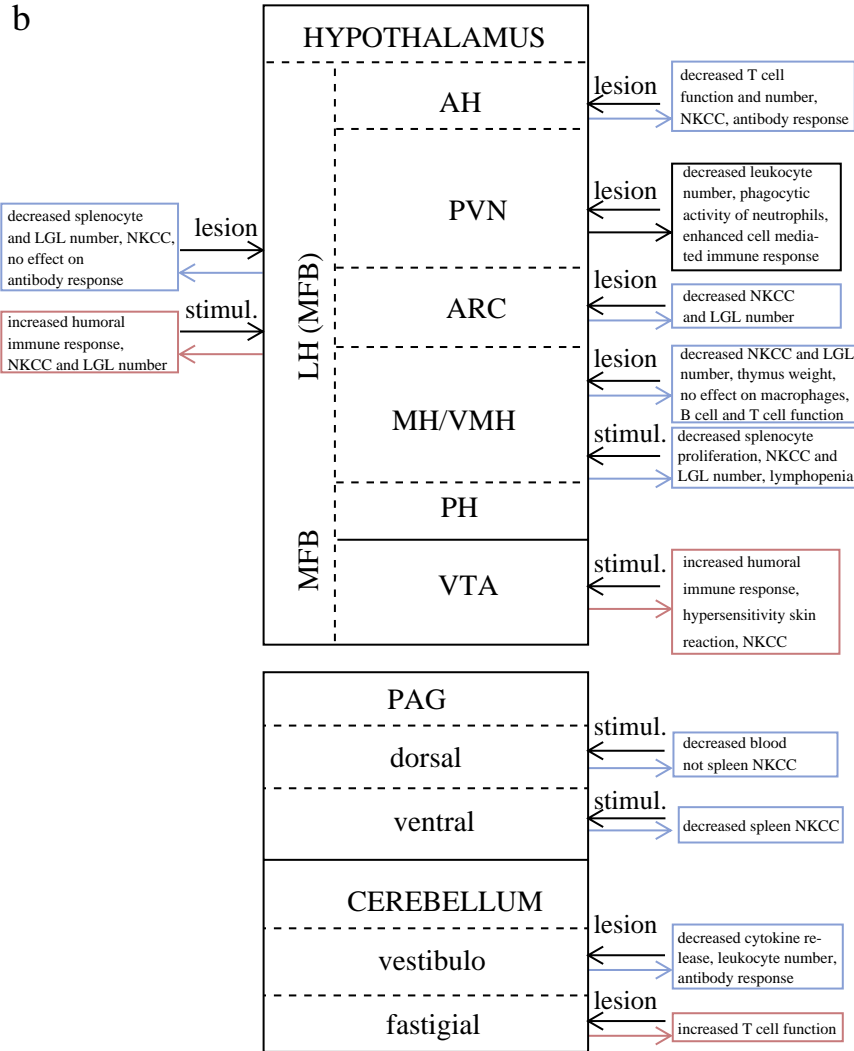 b
HYPOTHALAMUS
LH (MFB)
MFB
AH
PVN
ARC
MH/VMH
PH
VTA
lesion
decreased splenocyte
and LGL number, NKCC,
no effect on
antibody response
stimul.
increased humoral
immune response,
NKCC and LGL number
lesion
decreased T cell
function and number,
NKCC, antibody response
lesion
decreased leukocyte
number, phagocytic
activity of neutrophils,
enhanced cell media-
ted immune response
lesion
decreased NKCC
and LGL number
lesion
decreased NKCC and LGL
number, thymus weight,
no effect on macrophages,
B cell and T cell function
stimul.
decreased splenocyte
proliferation, NKCC and
LGL number, lymphopenia
stimul.
increased humoral
immune response,
hypersensitivity skin
reaction, NKCC
PAG
dorsal
stimul.
decreased blood
not spleen NKCC
ventral
stimul.
decreased spleen NKCC
CEREBELLUM
vestibulo
lesion
decreased cytokine re-
lease, leukocyte number,
antibody response
fastigial
lesion
increased T cell function